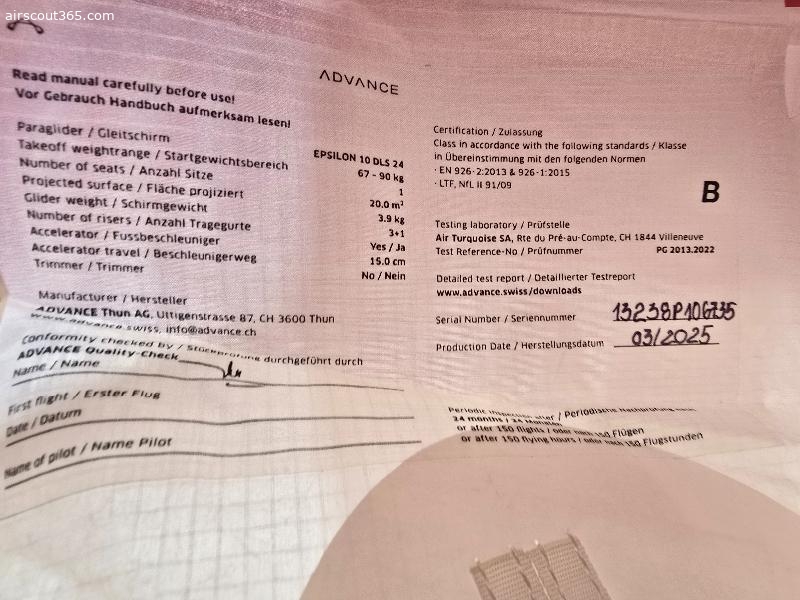 airscout365.com
ADVANCE
Read manual carefully before use!
Vor Gebrauch Handbuch aufmerksam lesen!
Paraglider / Gleitschirm EPSILON 10 DLS 24
Takeoff weightrange / Startgewichtsbereich 67 - 90 kg
Number of seats / Anzahl Sitze 1
Projected surface / Fläche projiziert 20.0 m²
Glider weight / Schirmgewicht 3.9 kg
Number of risers / Anzahl Tragegurte 3+1
Accelerator / Fussbeschleuniger Yes / Ja
Accelerator travel / Beschleunigerweg 15.0 cm
Trimmer / Trimmer No / Nein
Manufacturer / Hersteller
ADVANCE Thun AG, Uttigenstrasse 87, CH 3600 Thun
www.advance.swiss, info@advance.ch
Conformity checked by / Stückprüfung durchgeführt durch
ADVANCE Quality-Check
Name / Name
First flight / Erster Flug
Date / Datum
Name of pilot / Name Pilot
Certification / Zulassung
Class in accordance with the following standards / Klasse
in Übereinstimmung mit den folgenden Normen
· EN 926-2:2013 & 926-1:2015
· LTF, NfL II 91/09
B
Testing laboratory / Prüfstelle
Air Turquoise SA, Rte du Pré-au-Compte, CH 1844 Villeneuve
Test Reference-No / Prüfnummer PG 2013.2022
Detailed test report / Detaillierter Testreport
www.advance.swiss/downloads
Serial Number / Seriennummer 13238P106735
Production Date / Herstellungsdatum 03/2025
Periodic inspection after / Periodische Nachprüfung
24 months / 24 Monaten
or after 150 flights / oder nach 150 Flügen
or after 150 flying hours / oder nach 150 Flugstunden